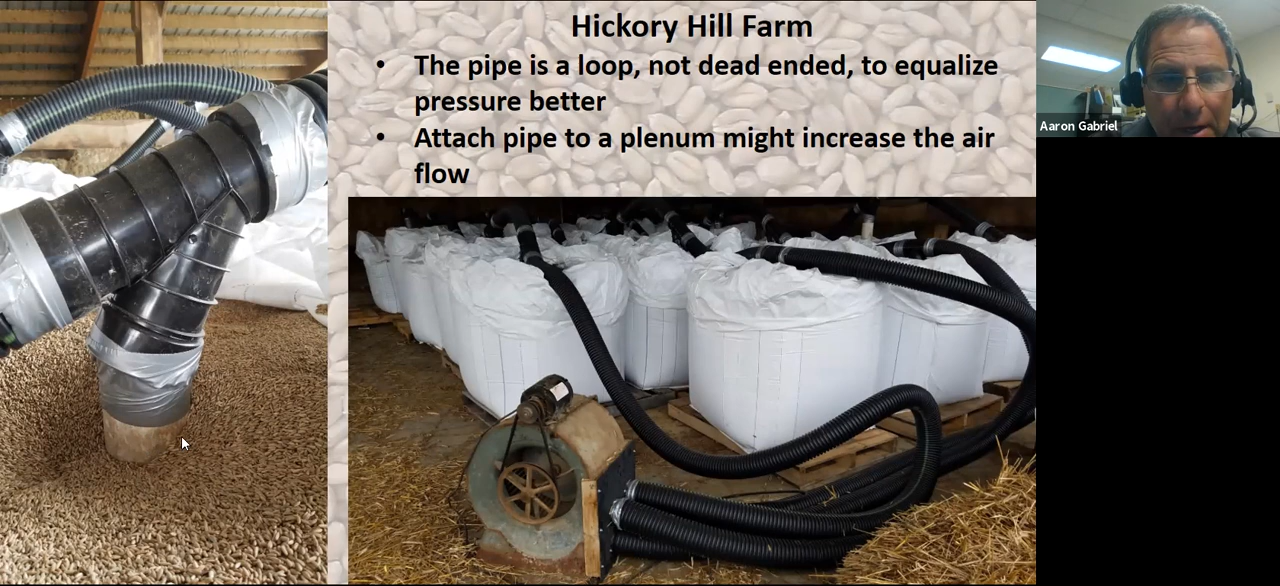 Hickory Hill Farm
• The pipe is a loop, not dead ended, to equalize
pressure better
• Attach pipe to a plenum might increase the air
flow
Aaron Gabriel